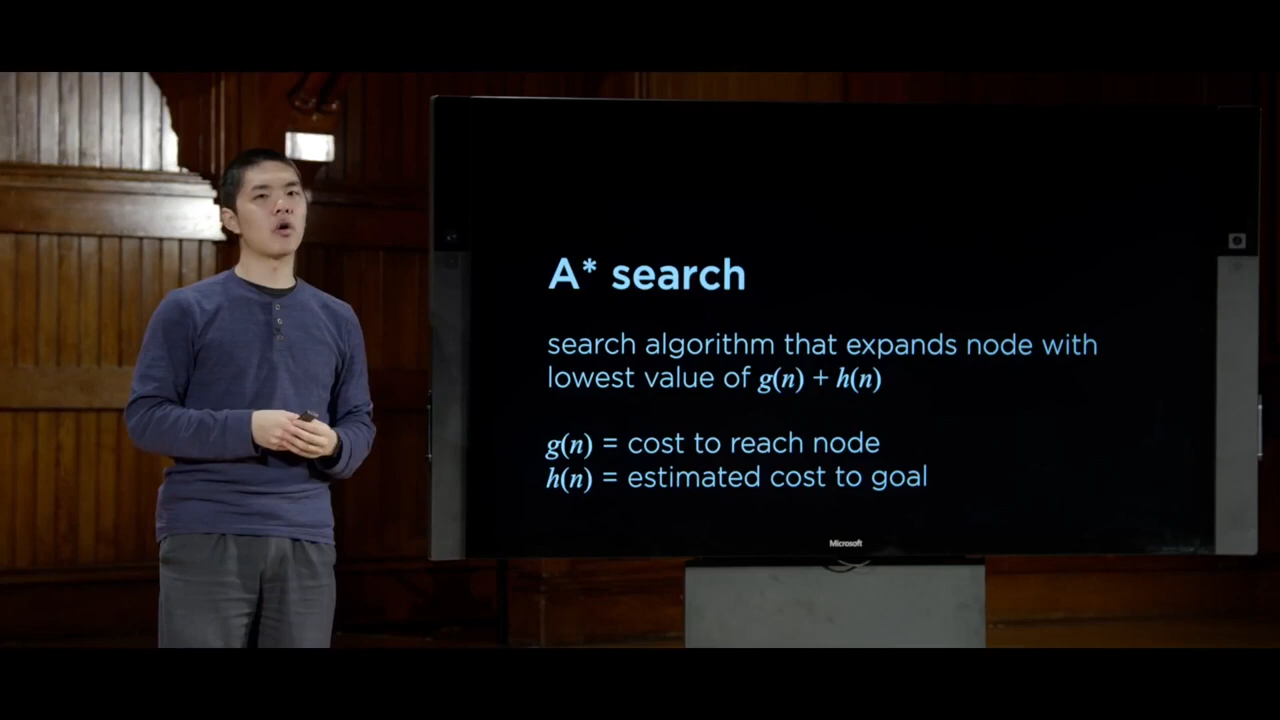 A* search
search algorithm that expands node with
lowest value of g(n) + h(n)
g(n) = cost to reach node
h(n) = estimated cost to goal
Microsoft